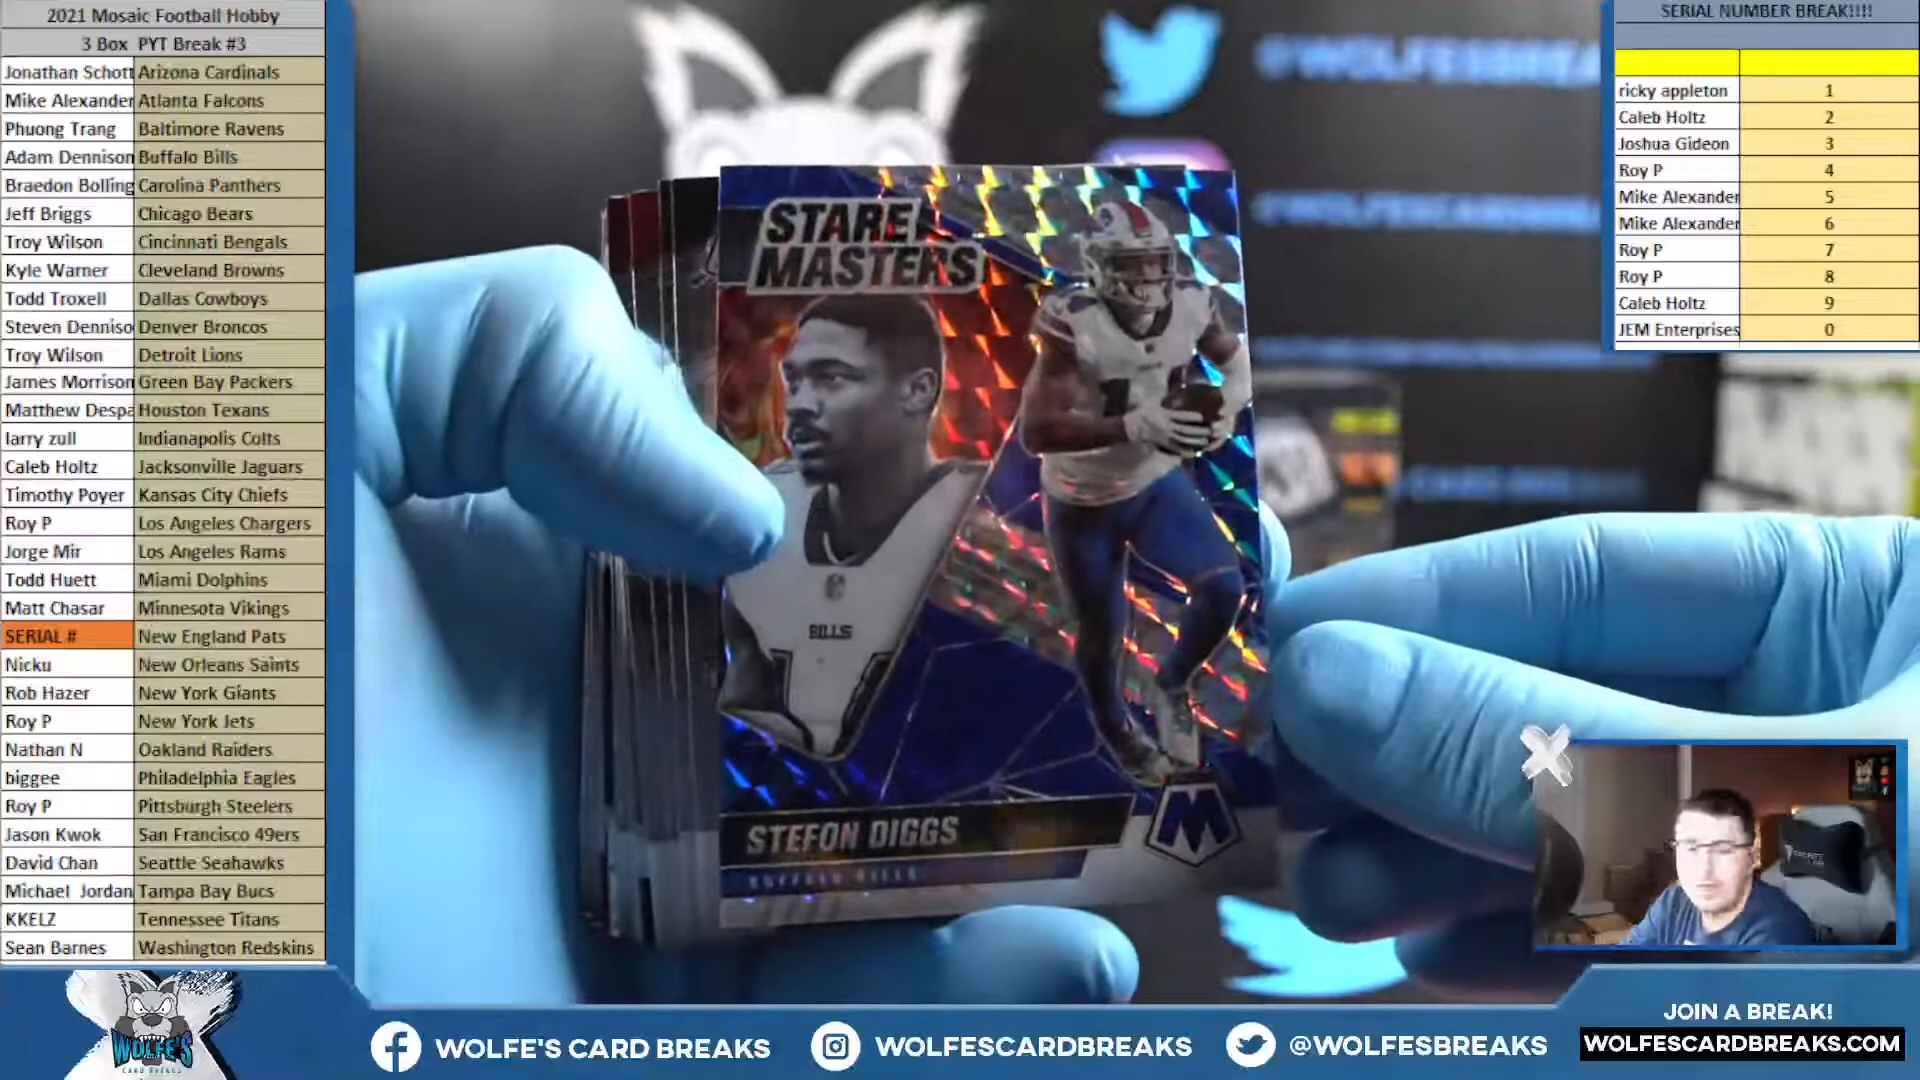 2021 Mosaic Football Hobby
3 Box PYT Break #3
Jonathan Schott Arizona Cardinals
Mike Alexander Atlanta Falcons
Phuong Trang Baltimore Ravens
Adam Dennison Buffalo Bills
Braedon Bolling Carolina Panthers
Jeff Briggs Chicago Bears
Troy Wilson Cincinnati Bengals
Kyle Warner Cleveland Browns
Todd Troxell Dallas Cowboys
Steven Denniso Denver Broncos
Troy Wilson Detroit Lions
James Morrison Green Bay Packers
Matthew Despa Houston Texans
larry zull Indianapolis Colts
Caleb Holtz Jacksonville Jaguars
Timothy Poyer Kansas City Chiefs
Roy P Los Angeles Chargers
Jorge Mir Los Angeles Rams
Todd Huett Miami Dolphins
Matt Chasar Minnesota Vikings
SERIAL # New England Pats
Nicku New Orleans Saints
Rob Hazer New York Giants
Roy P New York Jets
Nathan N Oakland Raiders
biggee Philadelphia Eagles
Roy P Pittsburgh Steelers
Jason Kwok San Francisco 49ers
David Chan Seattle Seahawks
Michael Jordan Tampa Bay Bucs
KKELZ Tennessee Titans
Sean Barnes Washington Redskins
SERIAL NUMBER BREAK!!!!
ricky appleton 1
Caleb Holtz 2
Joshua Gideon 3
Roy P 4
Mike Alexander 5
Mike Alexander 6
Roy P 7
Roy P 8
Caleb Holtz 9
JEM Enterprises 0
@WOLFESBREA
STARE
MASTERS
BILLS
STEFON DIGGS
BUFFALO BILLS
M
WOLFE'S
CARD BREAKS
WOLFE'S CARD BREAKS
WOLFESCARDBREAKS
@WOLFESBREAKS
JOIN A BREAK!
WOLFESCARDBREAKS.COM